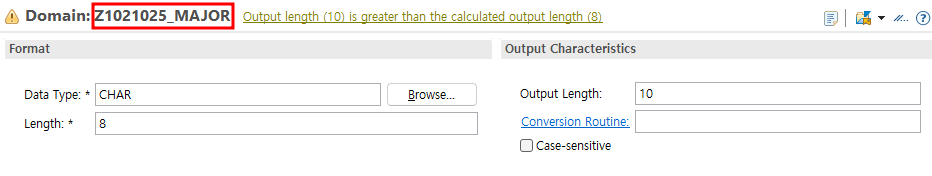 Domain: Z1021025_MAJOR Output length (10) is greater than the calculated output length (8)
Format
Data Type: * CHAR Browse...
Length: * 8
Output Characteristics
Output Length: 10
Conversion Routine:
Case-sensitive